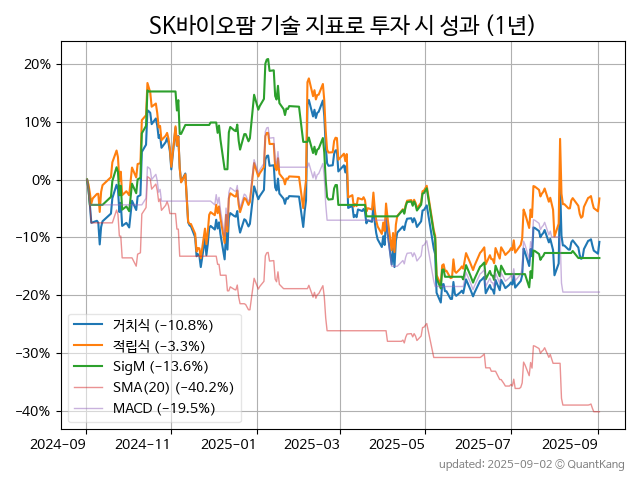 SK바이오팜 기술 지표로 투자 시 성과 (1년)
20%
10%
0%
−10%
−20%
−30%
−40%
거치식 (−10.8%)
적립식 (−3.3%)
SigM (−13.6%)
SMA(20) (−40.2%)
MACD (−19.5%)
2024-09
2024-11
2025-01
2025-03
2025-05
2025-07
2025-09
updated: 2025-09-02 © QuantKang